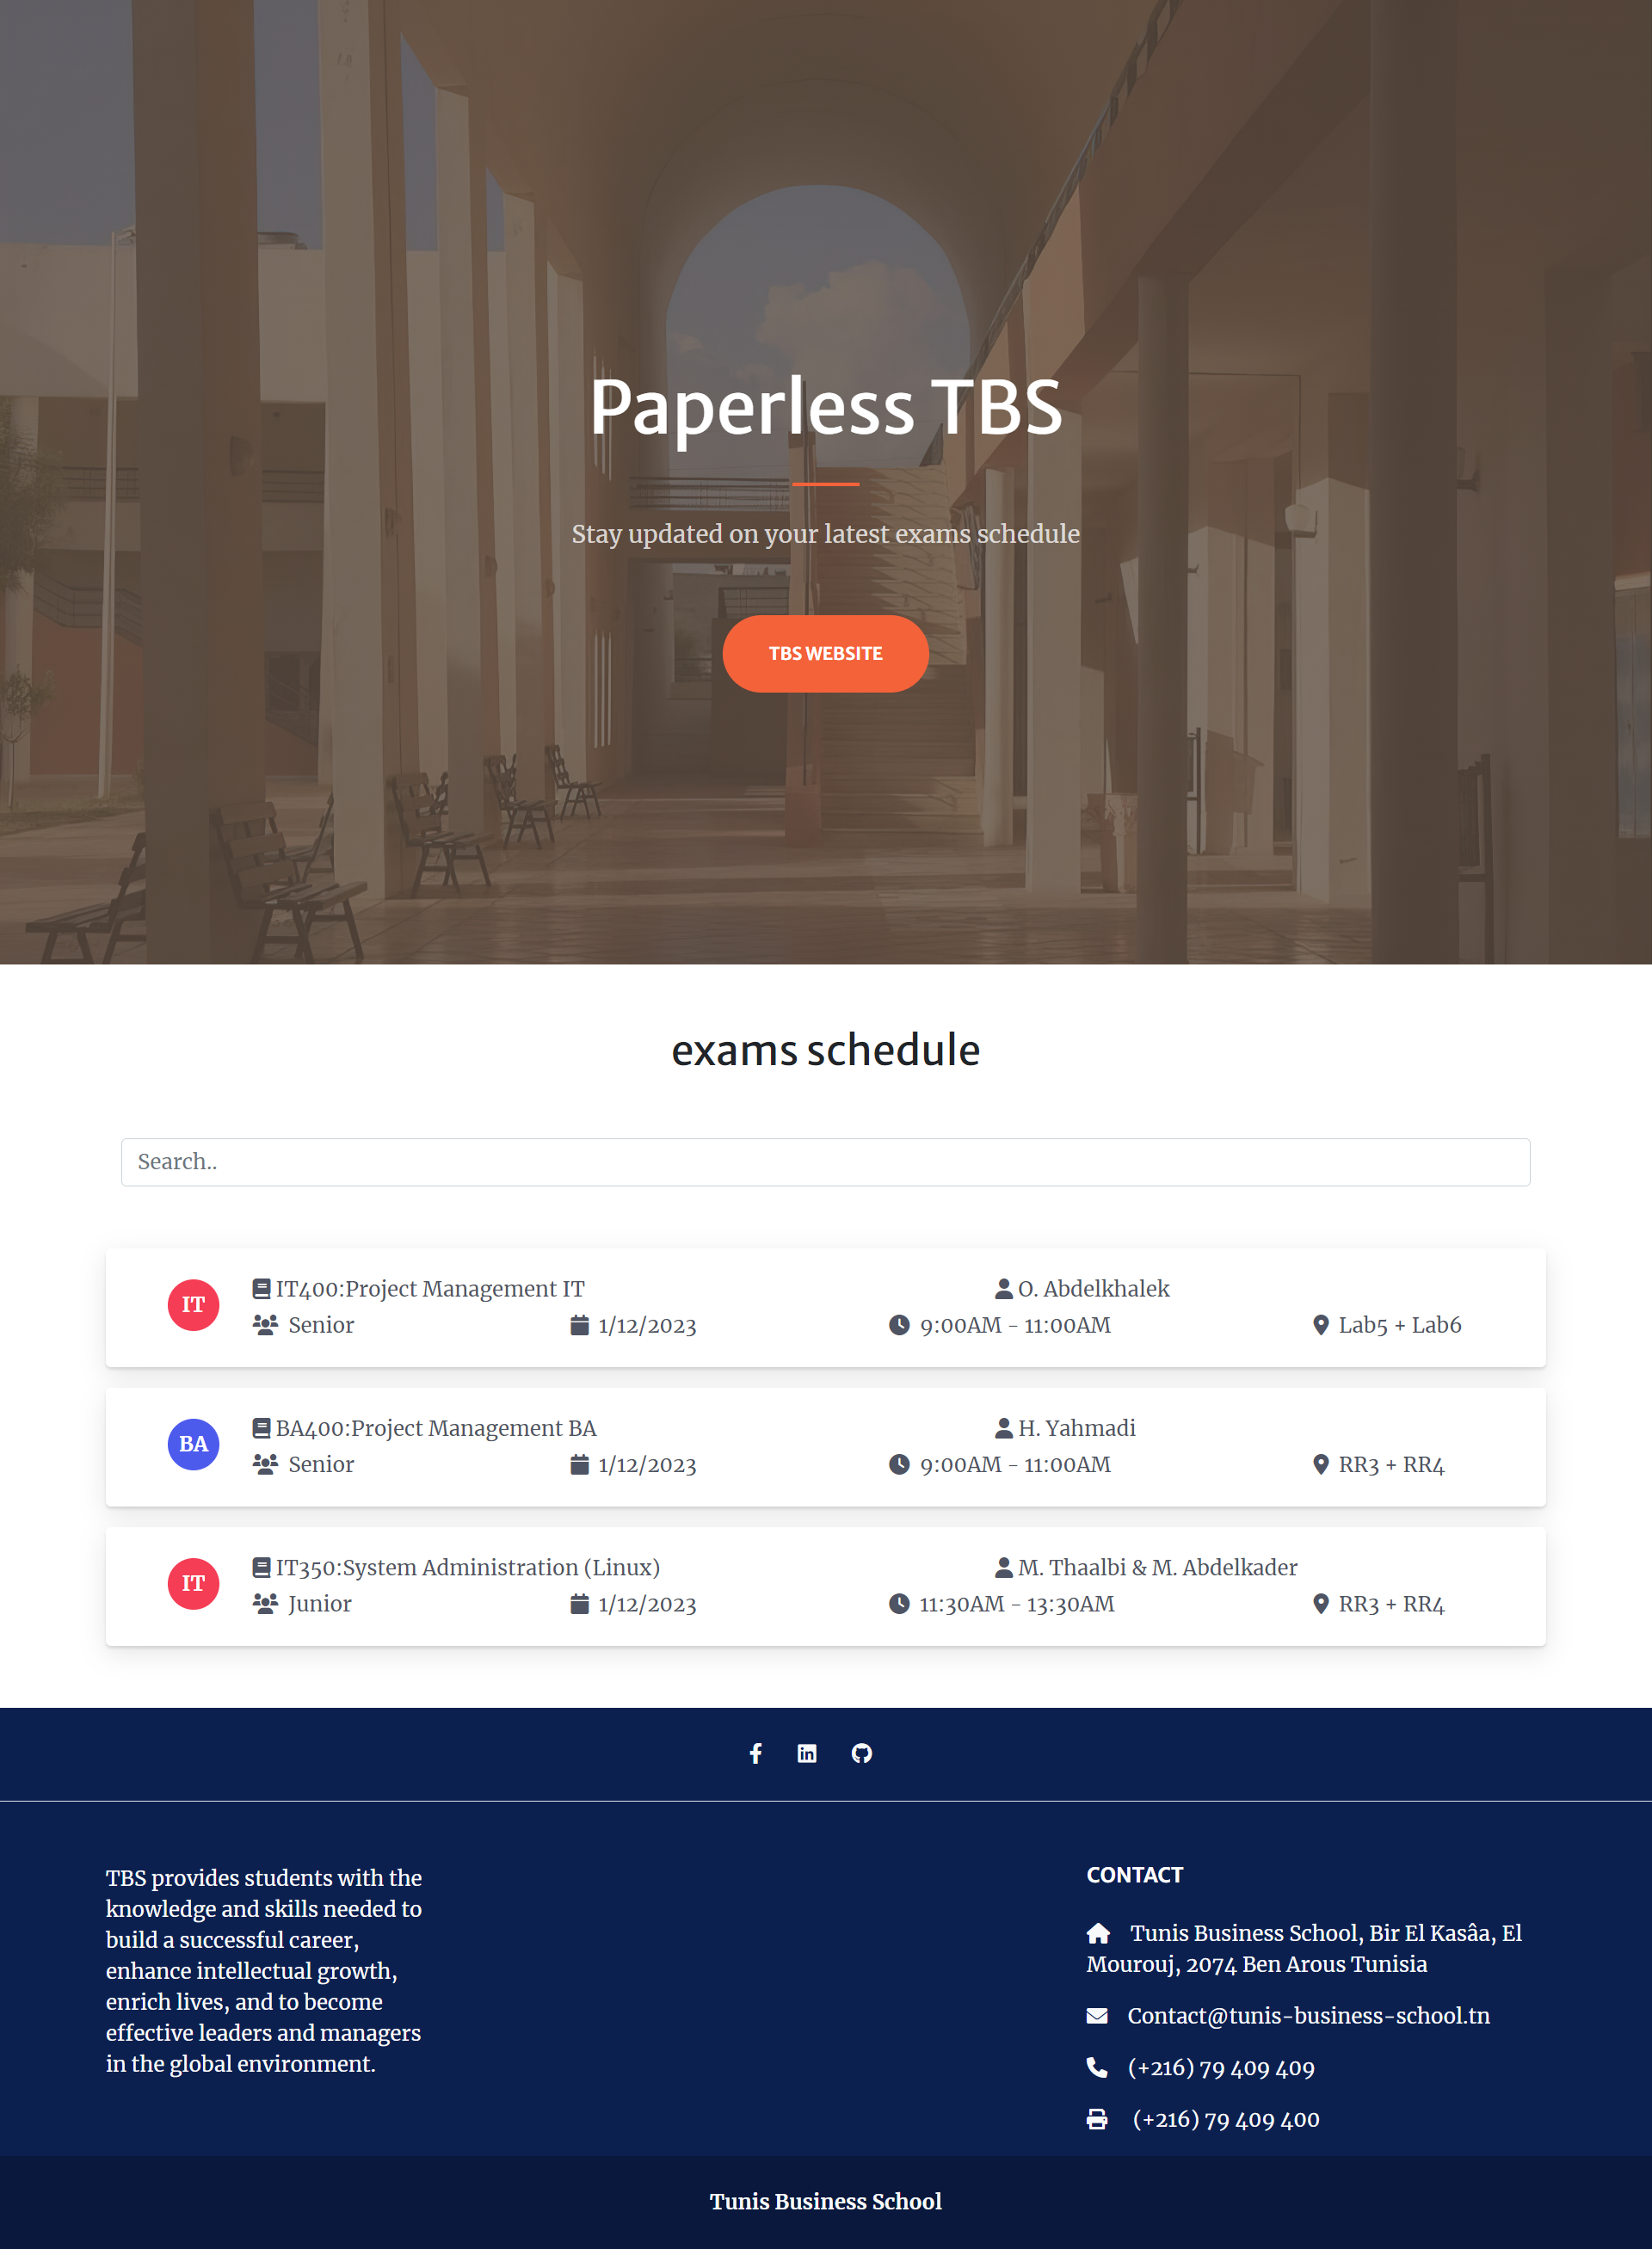 Paperless TBS
Stay updated on your latest exams schedule
TBS WEBSITE
exams schedule
Search..
IT
IT400:Project Management IT
O. Abdelkhalek
Senior
1/12/2023
9:00AM - 11:00AM
Lab5 + Lab6
BA
BA400:Project Management BA
H. Yahmadi
Senior
1/12/2023
9:00AM - 11:00AM
RR3 + RR4
IT
IT350:System Administration (Linux)
M. Thaalbi & M. Abdelkader
Junior
1/12/2023
11:30AM - 13:30AM
RR3 + RR4
TBS provides students with the
knowledge and skills needed to
build a successful career,
enhance intellectual growth,
enrich lives, and to become
effective leaders and managers
in the global environment.
CONTACT
Tunis Business School, Bir El Kasâa, El
Mourouj, 2074 Ben Arous Tunisia
Contact@tunis-business-school.tn
(+216) 79 409 409
(+216) 79 409 400
Tunis Business School